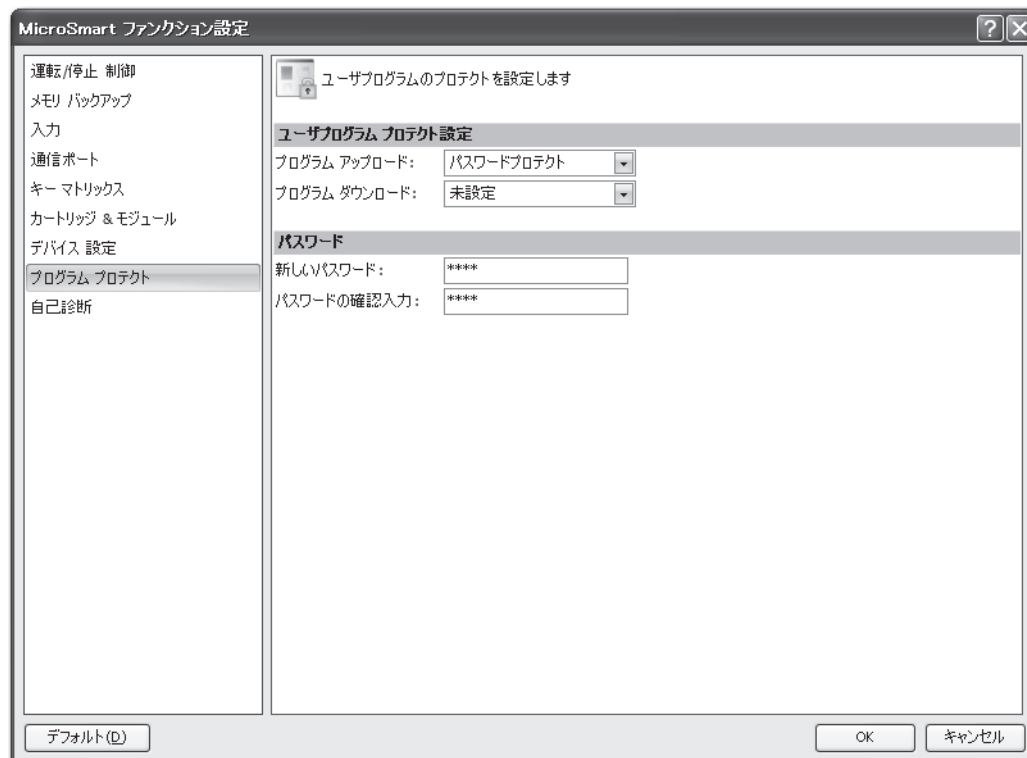 MicroSmart ファンクション設定
運転/停止 制御
メモリ バックアップ
入力
通信ポート
キー マトリックス
カートリッジ & モジュール
デバイス 設定
プログラム プロテクト
自己診断
ユーザプログラムのプロテクトを設定します
ユーザプログラム プロテクト設定
プログラム アップロード: パスワードプロテクト
プログラム ダウンロード: 未設定
パスワード
新しいパスワード: ****
パスワードの確認入力: ****
デフォルト(D)
OK
キャンセル